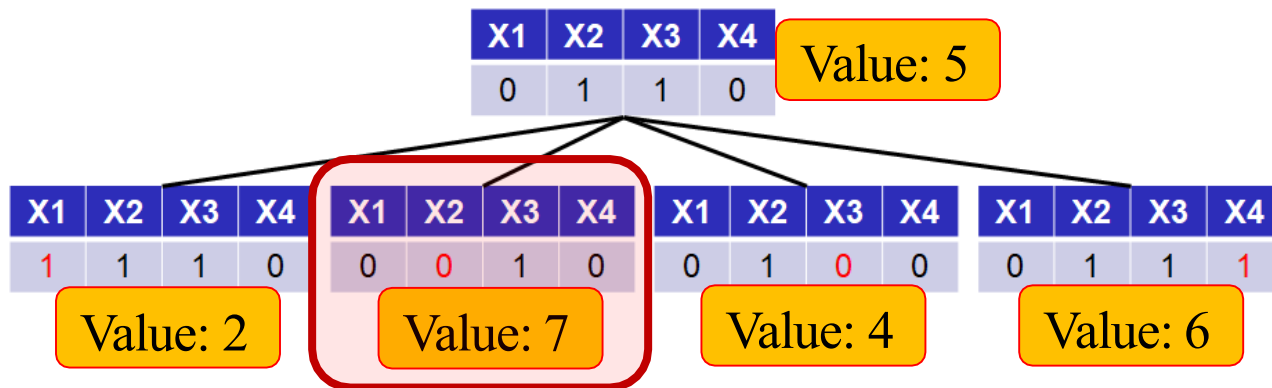 X1 X2 X3 X4
0 1 1 0
Value: 5
X1 X2 X3 X4
1 1 1 0
Value: 2
X1 X2 X3 X4
0 0 1 0
Value: 7
X1 X2 X3 X4
0 1 0 0
Value: 4
X1 X2 X3 X4
0 1 1 1
Value: 6